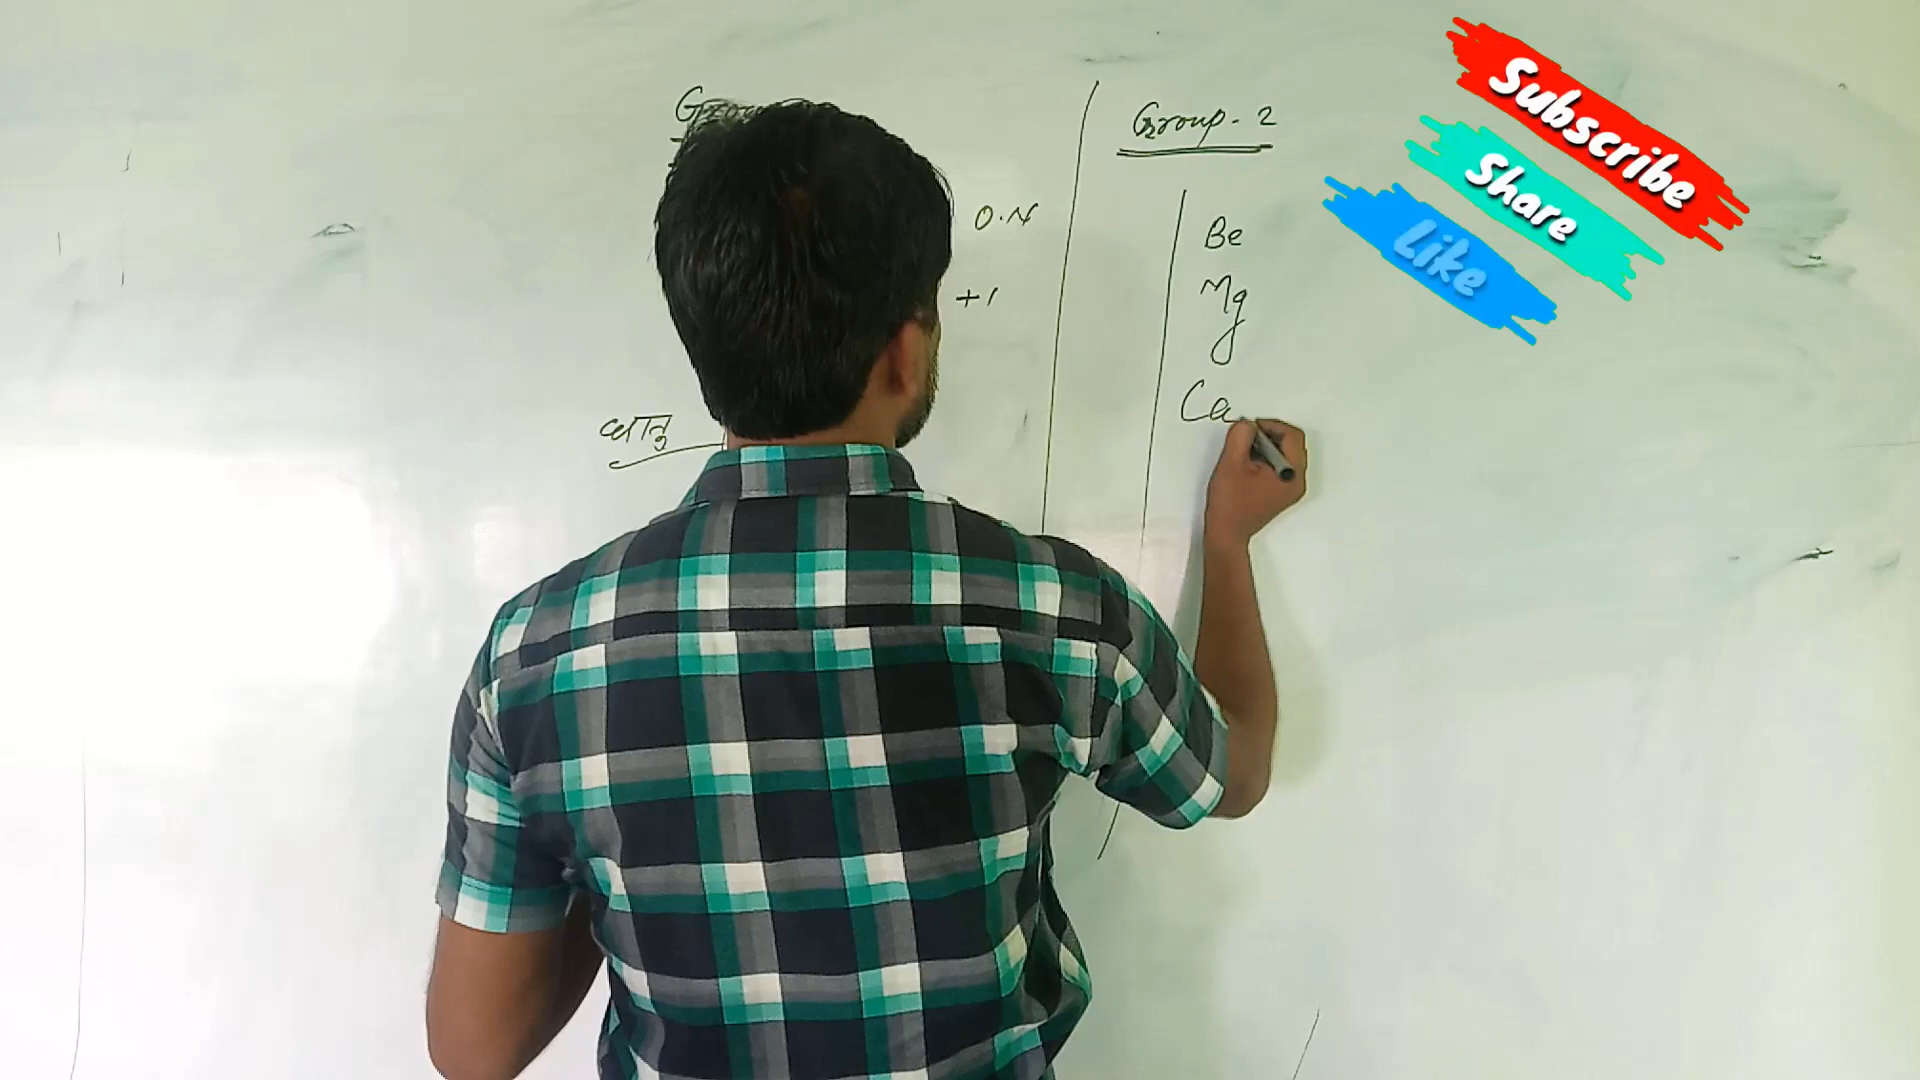 Group
O.N
+1
धातु
Group - 2
Be
Mg
Ca
Subscribe
Share
Like